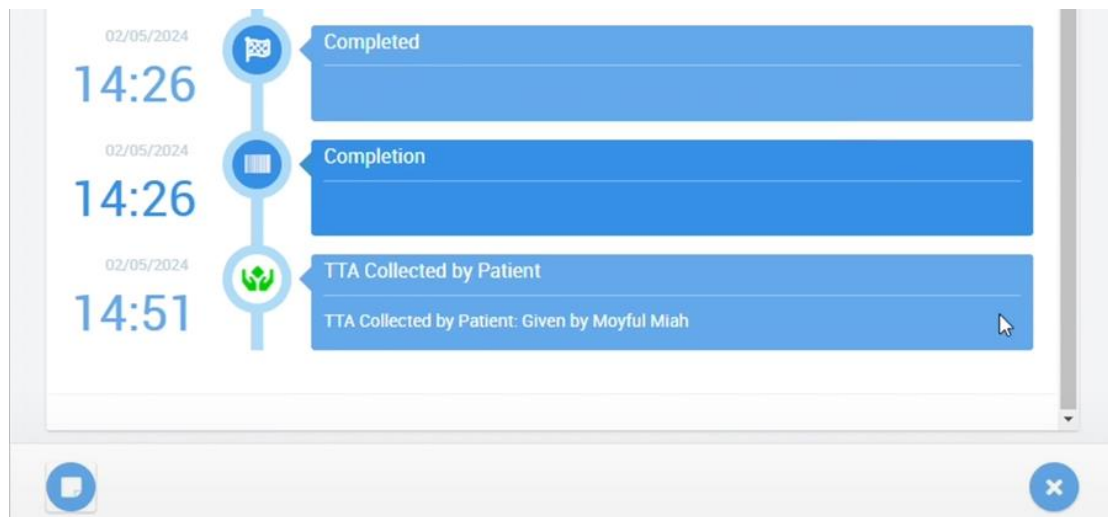 02/05/2024
14:26
Completed
02/05/2024
14:26
Completion
02/05/2024
14:51
TTA Collected by Patient
TTA Collected by Patient: Given by Moyful Miah